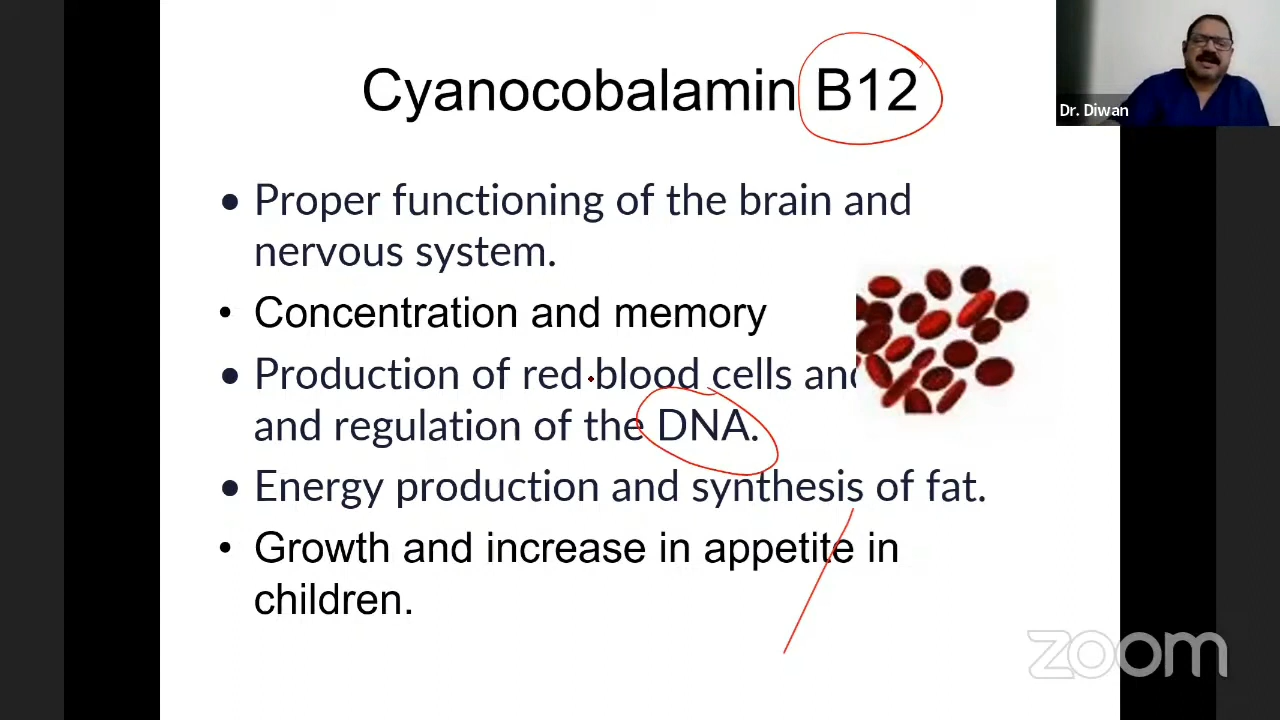 Cyanocobalamin B12
Dr. Diwan
• Proper functioning of the brain and
nervous system.
• Concentration and memory
• Production of red blood cells and
and regulation of the DNA.
• Energy production and synthesis of fat.
• Growth and increase in appetite in
children.
zoom